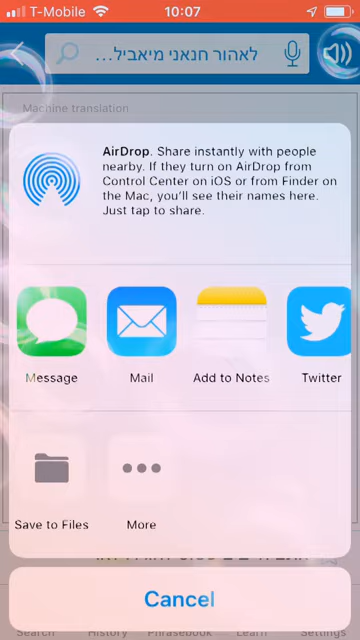 T-Mobile 10:07
לאהור חנאני מיאביל...
Machine translation
AirDrop. Share instantly with people
nearby. If they turn on AirDrop from
Control Center on iOS or from Finder on
the Mac, you'll see their names here.
Just tap to share.
Message Mail Add to Notes Twitter
Save to Files More
Cancel
Search History Phrasebook Learn Settings